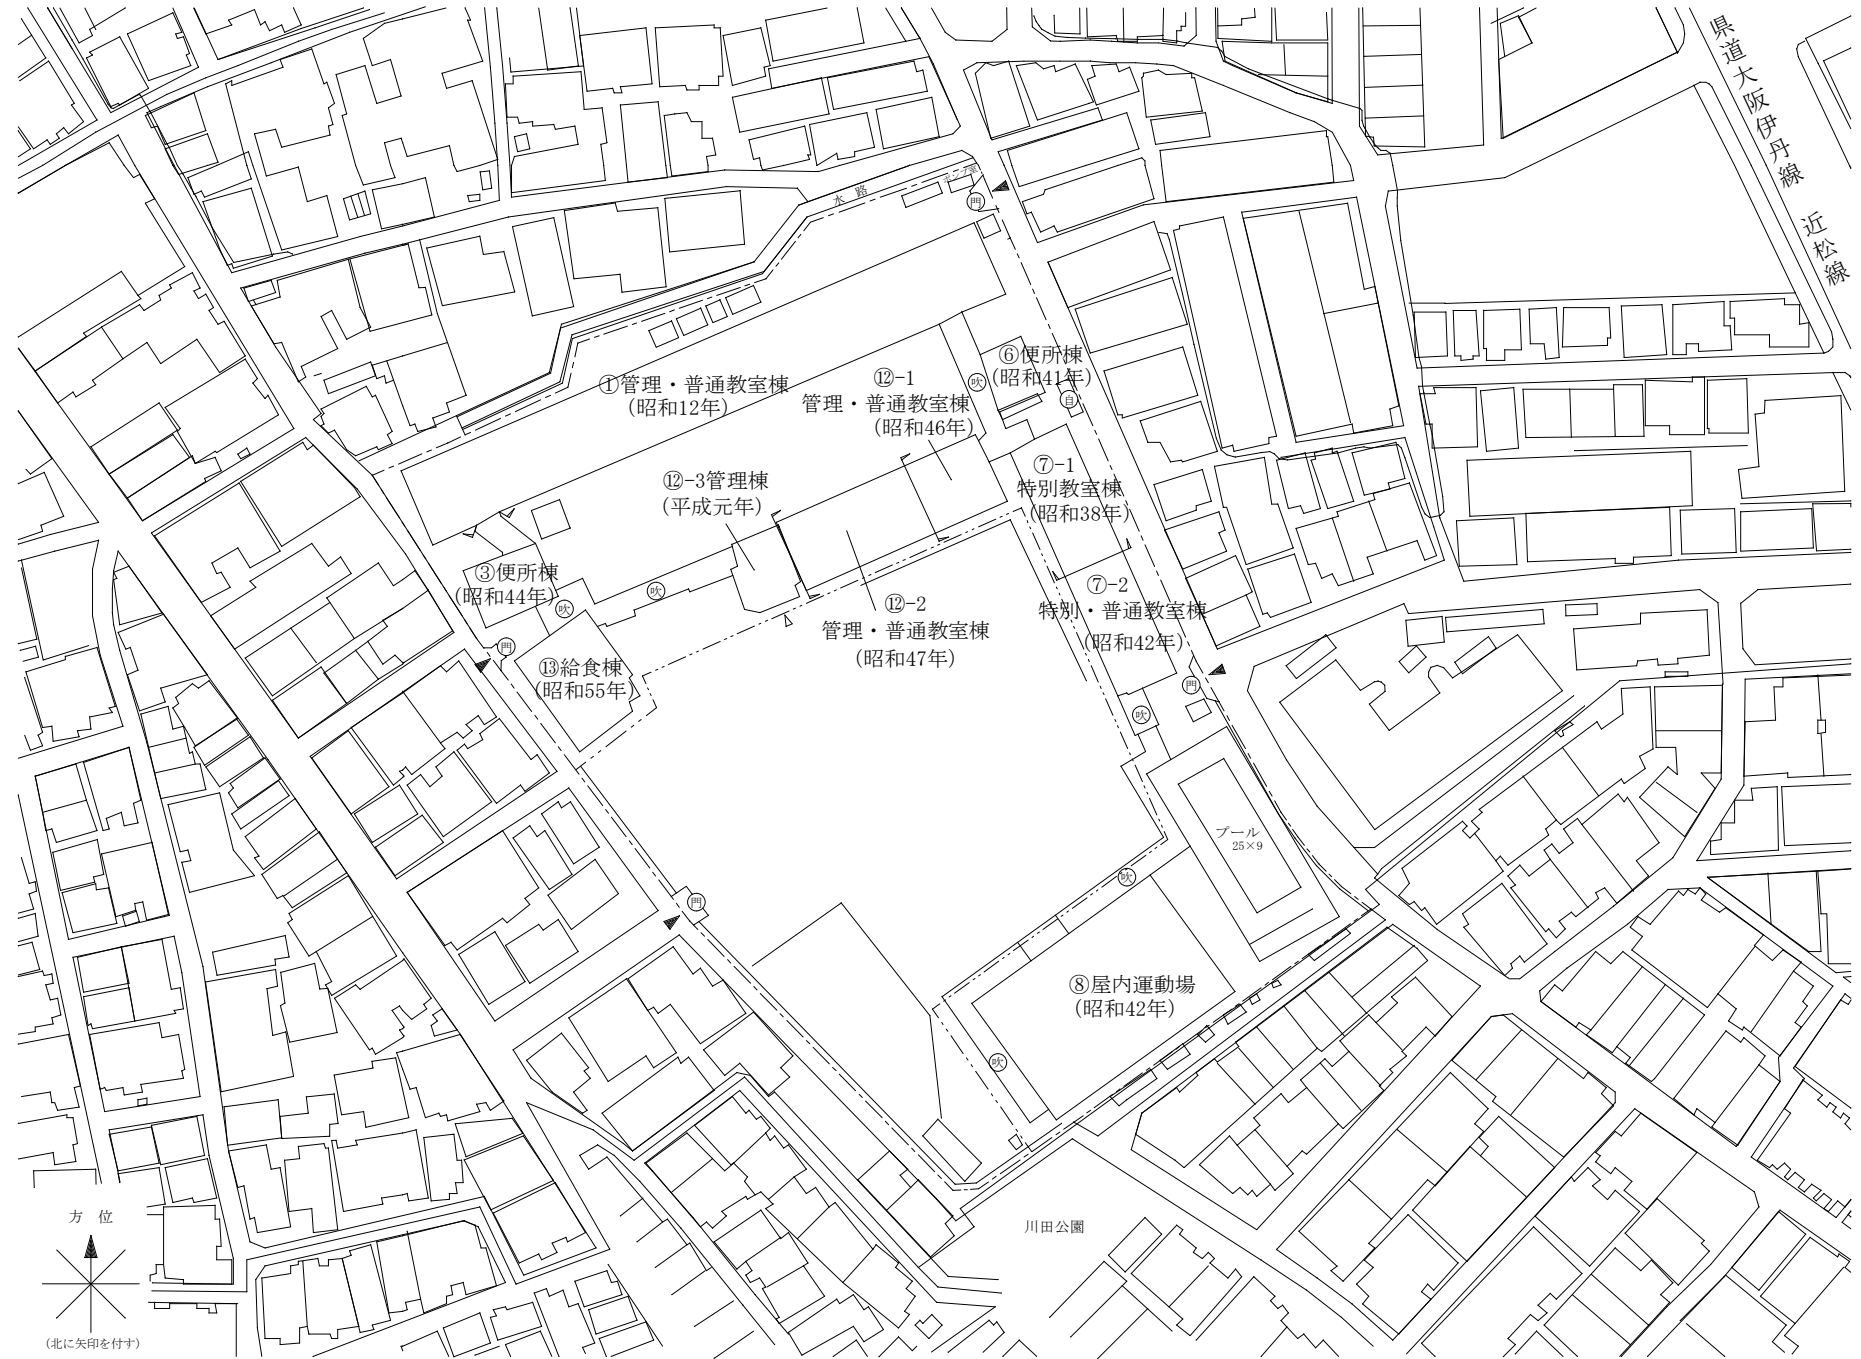 県道大阪伊丹線　近松線
水路
ポンプ室
門
①管理・普通教室棟
（昭和12年）
⑫-1
管理・普通教室棟
（昭和46年）
吹
⑥便所棟
（昭和41年）
自
⑫-3管理棟
（平成元年）
⑦-1
特別教室棟
（昭和38年）
③便所棟
（昭和44年）
吹
吹
⑫-2
管理・普通教室棟
（昭和47年）
⑦-2
特別・普通教室棟
（昭和42年）
門
⑬給食棟
（昭和55年）
門
吹
プール
25×9
吹
門
⑧屋内運動場
（昭和42年）
吹
川田公園
方　位
(北に矢印を付す)